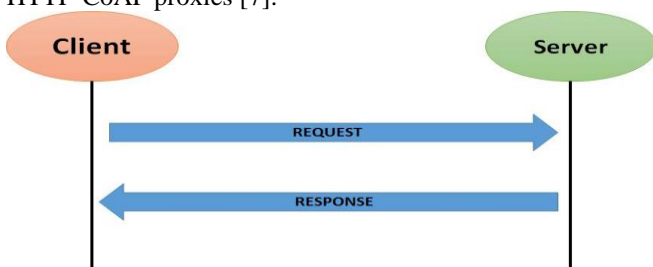 HTTP-CoAP proxies [7].
Client
Server
REQUEST
RESPONSE